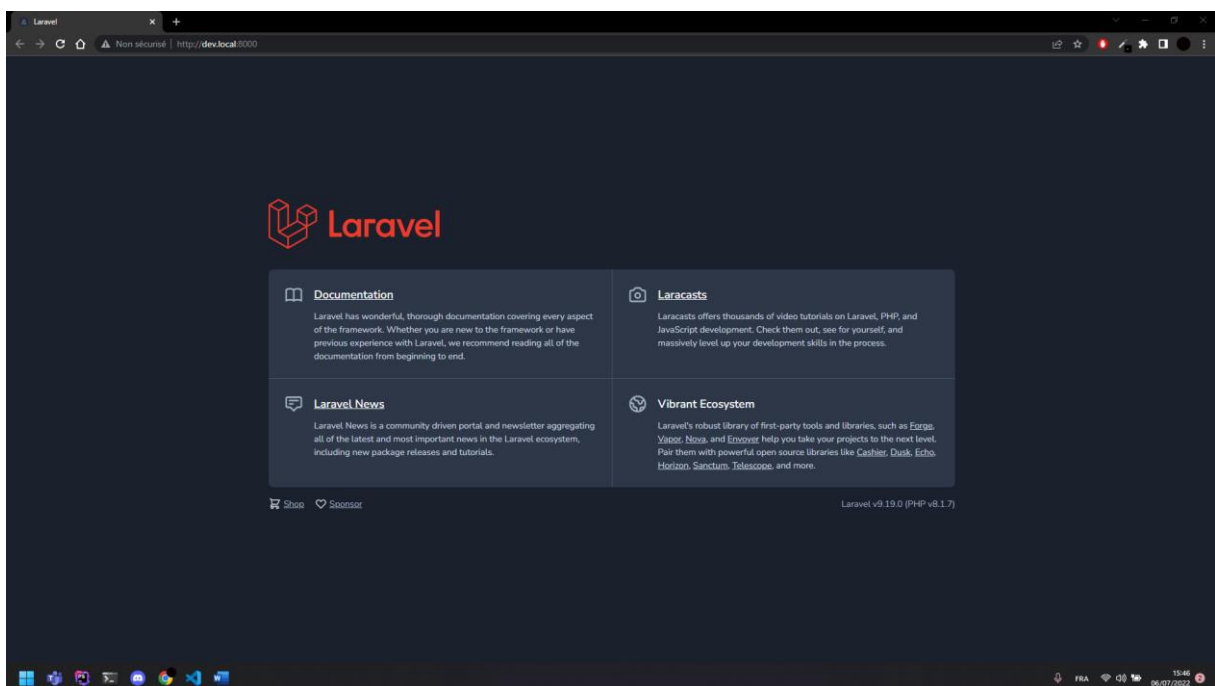 Laravel
Non sécurisé | http://dev.local:8000
Laravel
Documentation
Laravel has wonderful, thorough documentation covering every aspect
of the framework. Whether you are new to the framework or have
previous experience with Laravel, we recommend reading all of the
documentation from beginning to end.
Laracasts
Laracasts offers thousands of video tutorials on Laravel, PHP, and
JavaScript development. Check them out, see for yourself, and
massively level up your development skills in the process.
Laravel News
Laravel News is a community driven portal and newsletter aggregating
all of the latest and most important news in the Laravel ecosystem,
including new package releases and tutorials.
Vibrant Ecosystem
Laravel's robust library of first-party tools and libraries, such as Forge,
Vapor, Nova, and Envoyer help you take your projects to the next level.
Pair them with powerful open source libraries like Cashier, Dusk, Echo,
Horizon, Sanctum, Telescope, and more.
Shop Sponsor
Laravel v9.19.0 (PHP v8.1.7)
FRA
15:46
06/07/2022
2